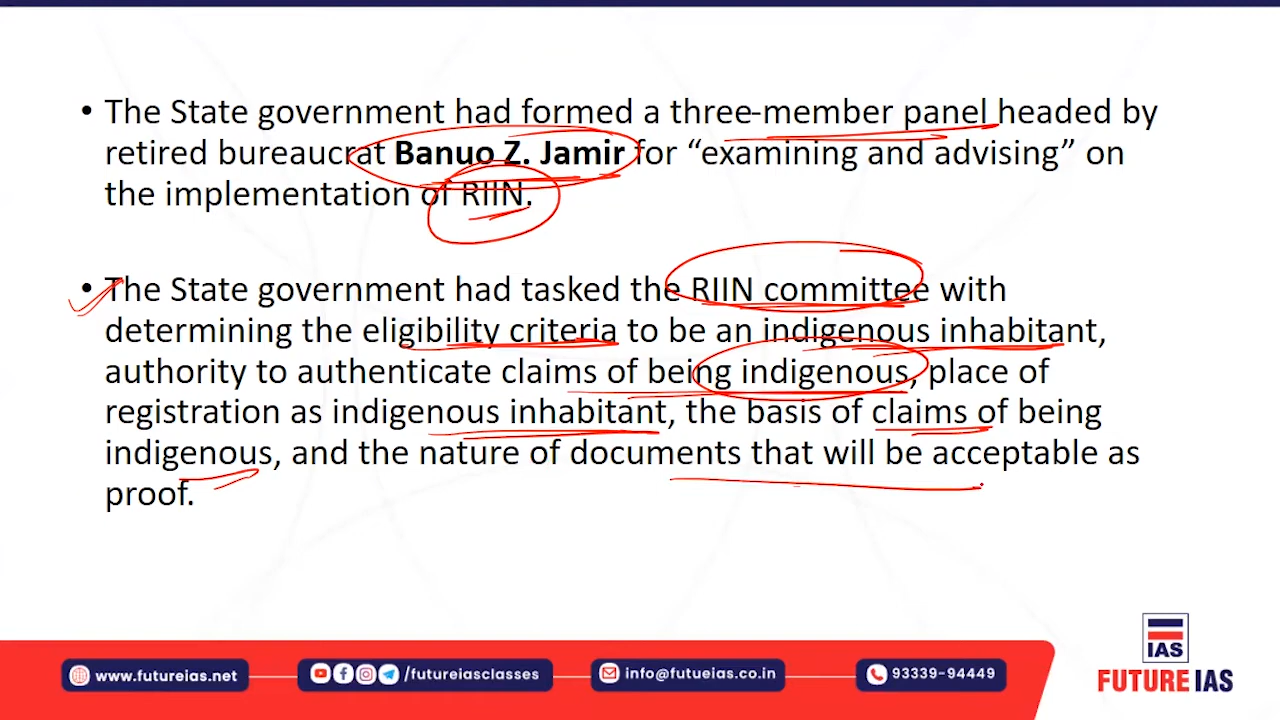 • The State government had formed a three-member panel headed by
retired bureaucrat Banuo Z. Jamir for “examining and advising” on
the implementation of RIIN.
• The State government had tasked the RIIN committee with
determining the eligibility criteria to be an indigenous inhabitant,
authority to authenticate claims of being indigenous, place of
registration as indigenous inhabitant, the basis of claims of being
indigenous, and the nature of documents that will be acceptable as
proof.
IAS
FUTURE IAS
www.futureias.net
/futureiasclasses
info@futueias.co.in
93339-94449